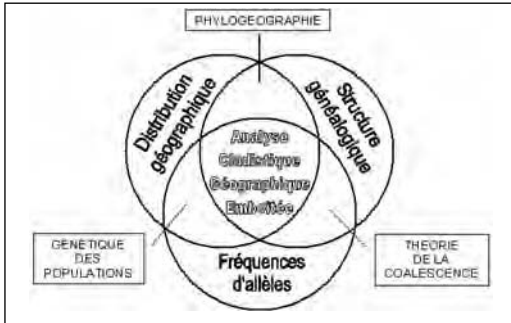 PHYLOGEOGRAPHIE
Distribution
géographique
Structure
généalogique
Analyse
Cladistique
Géographique
Emboîtée
GENETIQUE
DES
POPULATIONS
Fréquences
d'allèles
THEORIE
DE LA
COALESCENCE